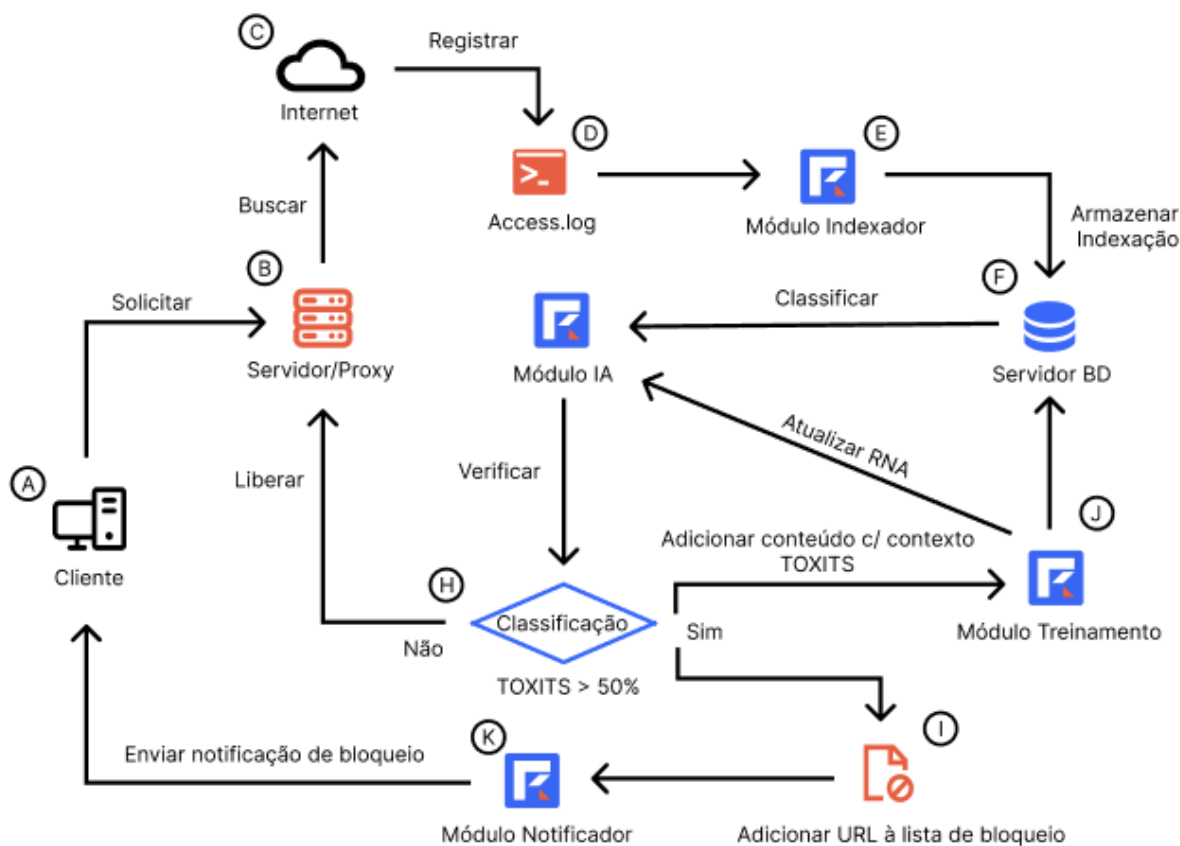 C
Registrar
Internet
D
E
>_
Buscar
Access.log
Módulo Indexador
Armazenar
Indexação
B
F
Solicitar
Classificar
Servidor/Proxy
Módulo IA
Servidor BD
Atualizar RNA
A
Liberar
Verificar
J
Adicionar conteúdo c/ contexto
TOXITS
Cliente
H
Classificação
Sim
Módulo Treinamento
Não
TOXITS > 50%
I
K
Enviar notificação de bloqueio
Módulo Notificador
Adicionar URL à lista de bloqueio